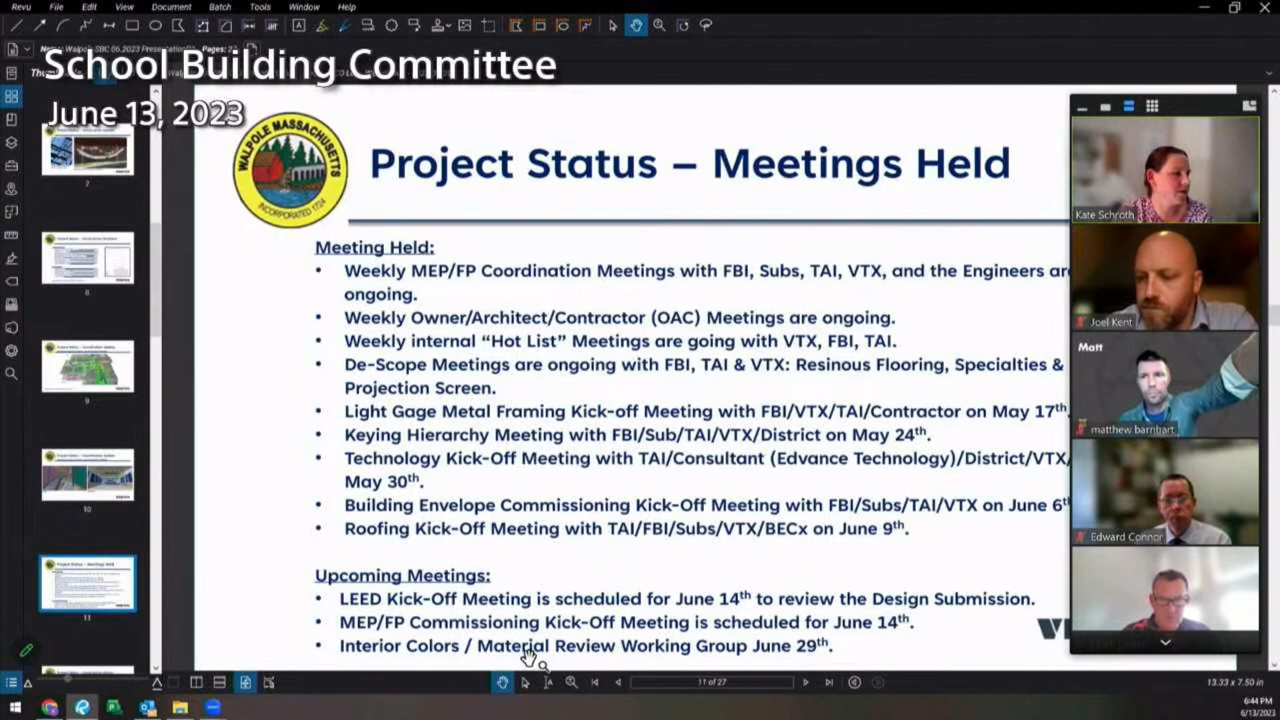 Revu File Edit View Document Batch Tools Window Help
School Building Committee
June 13, 2023
WALPOLE MASSACHUSETTS
INCORPORATED 1724
Project Status – Meetings Held
Meeting Held:
• Weekly MEP/FP Coordination Meetings with FBI, Subs, TAI, VTX, and the Engineers are
ongoing.
• Weekly Owner/Architect/Contractor (OAC) Meetings are ongoing.
• Weekly internal “Hot List” Meetings are going with VTX, FBI, TAI.
• De-Scope Meetings are ongoing with FBI, TAI & VTX: Resinous Flooring, Specialties &
Projection Screen.
• Light Gage Metal Framing Kick-off Meeting with FBI/VTX/TAI/Contractor on May 17th.
• Keying Hierarchy Meeting with FBI/Sub/TAI/VTX/District on May 24th.
• Technology Kick-Off Meeting with TAI/Consultant (Edvance Technology)/District/VTX/
May 30th.
• Building Envelope Commissioning Kick-Off Meeting with FBI/Subs/TAI/VTX on June 6th
• Roofing Kick-Off Meeting with TAI/FBI/Subs/VTX/BECx on June 9th.
Upcoming Meetings:
• LEED Kick-Off Meeting is scheduled for June 14th to review the Design Submission.
• MEP/FP Commissioning Kick-Off Meeting is scheduled for June 14th.
• Interior Colors / Material Review Working Group June 29th.
Kate Schroth
Joel Kent
Matt
matthew barnhart
Edward Connor
7
8
9
10
Project Status – Meetings Held
11
11 of 27
13.33 x 7.50 in
6:44 PM
6/13/2023